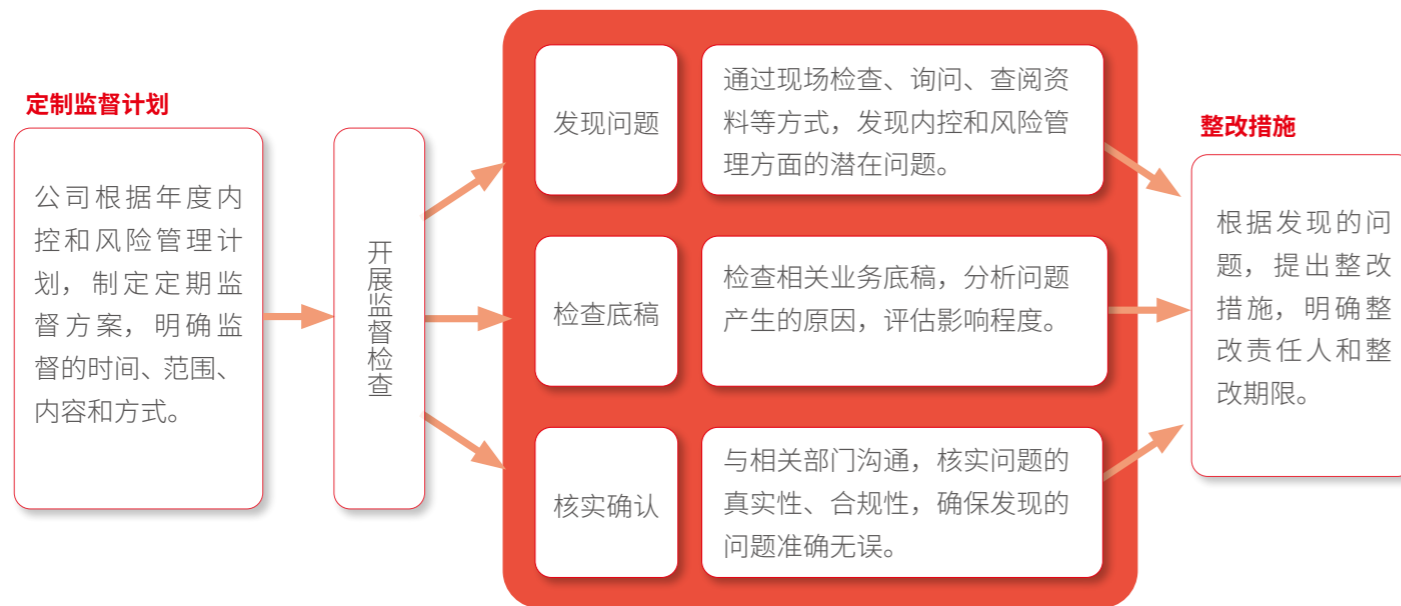 定制监督计划
公司根据年度内
控和风险管理计
划，制定定期监
督方案，明确监
督的时间、范围、
内容和方式。
开展监督检查
发现问题
通过现场检查、询问、查阅资
料等方式，发现内控和风险管
理方面的潜在问题。
检查底稿
检查相关业务底稿，分析问题
产生的原因，评估影响程度。
核实确认
与相关部门沟通，核实问题的
真实性、合规性，确保发现的
问题准确无误。
整改措施
根据发现的问
题，提出整改
措施，明确整
改责任人和整
改期限。